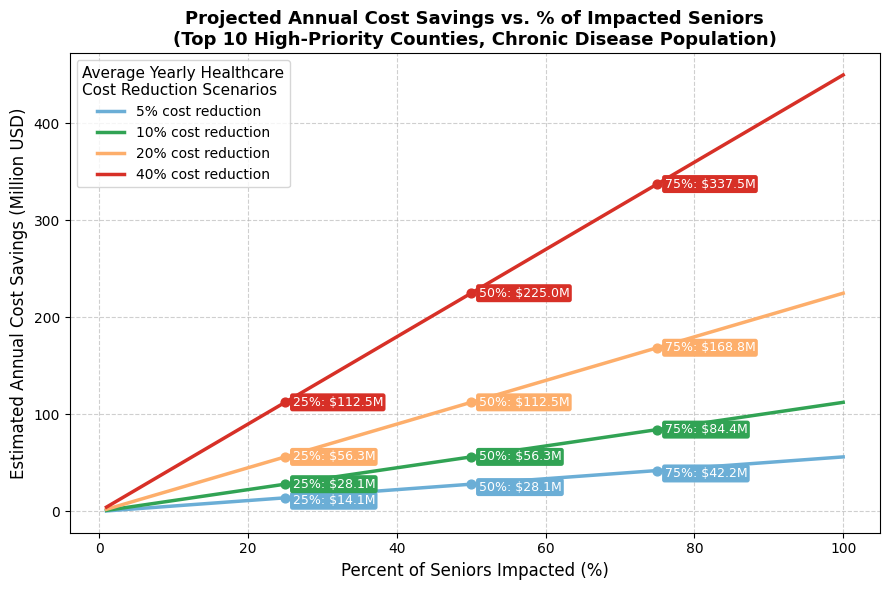 Projected Annual Cost Savings vs. % of Impacted Seniors
(Top 10 High-Priority Counties, Chronic Disease Population)
Estimated Annual Cost Savings (Million USD)
400
300
200
100
0
Average Yearly Healthcare
Cost Reduction Scenarios
5% cost reduction
10% cost reduction
20% cost reduction
40% cost reduction
75%: $337.5M
50%: $225.0M
25%: $112.5M
75%: $168.8M
50%: $112.5M
25%: $56.3M
75%: $84.4M
50%: $56.3M
25%: $28.1M
75%: $42.2M
50%: $28.1M
25%: $14.1M
0
20
40
60
80
100
Percent of Seniors Impacted (%)